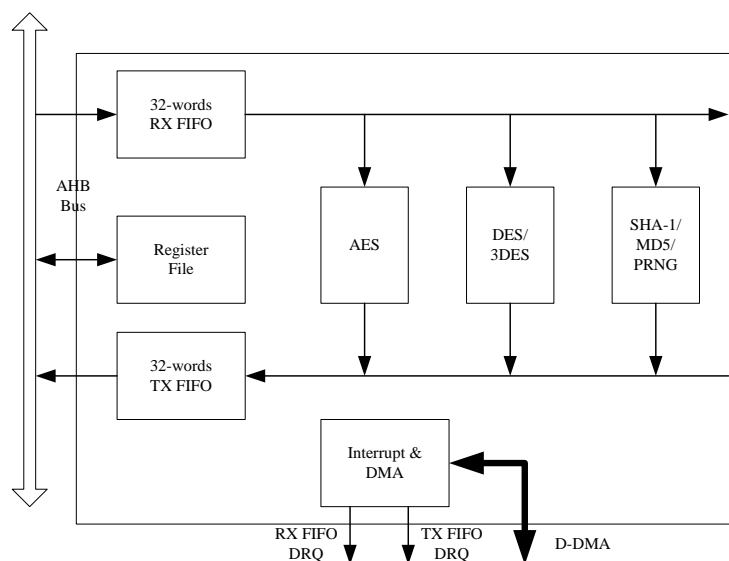 32-words
RX FIFO
AHB
Bus
AES
DES/
3DES
SHA-1/
MD5/
PRNG
Register
File
32-words
TX FIFO
Interrupt &
DMA
RX FIFO
DRQ
TX FIFO
DRQ
D-DMA